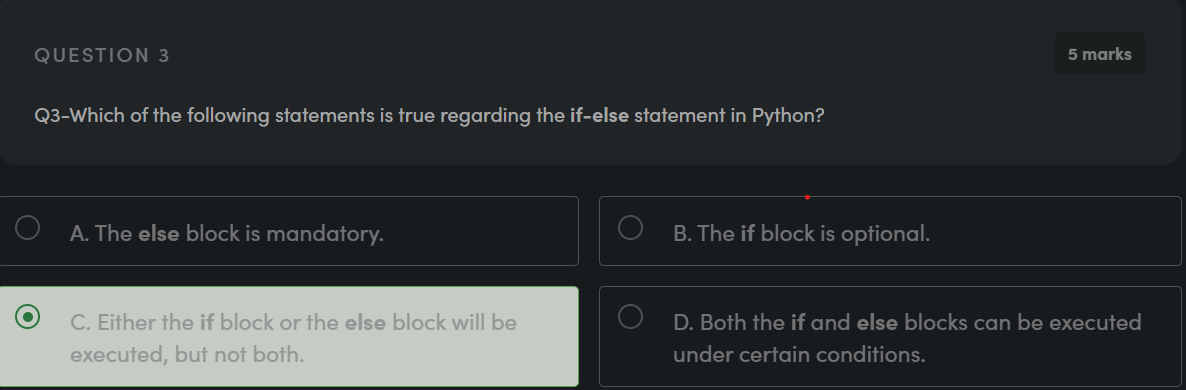 QUESTION 3
5 marks
Q3-Which of the following statements is true regarding the if-else statement in Python?
A. The else block is mandatory.
B. The if block is optional.
C. Either the if block or the else block will be
executed, but not both.
D. Both the if and else blocks can be executed
under certain conditions.